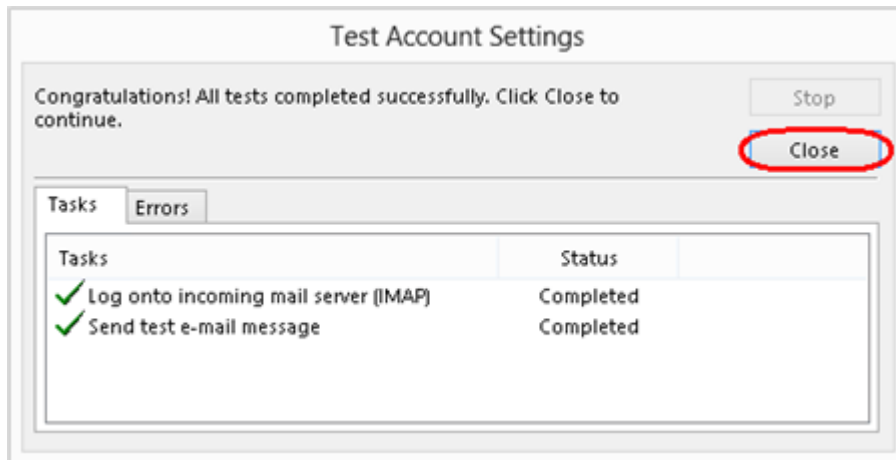 Test Account Settings
Congratulations! All tests completed successfully. Click Close to
continue.
Stop
Close
Tasks
Errors
Tasks Status
Log onto incoming mail server (IMAP) Completed
Send test e-mail message Completed